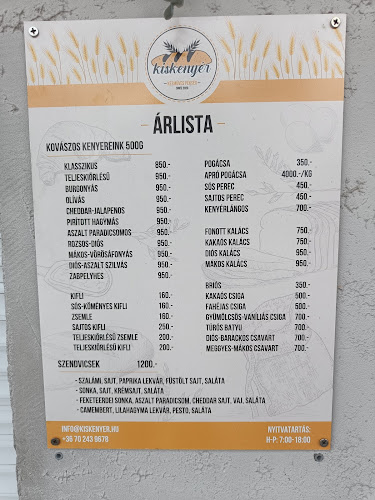 kiskenyer
ÁRLISTA
KOVÁSZOS KENYEREINK 500G
KLASSZIKUS 850.-
TELJESKIÖRLÉSŰ 950.-
BURGONYÁS 950.-
OLÍVÁS 950.-
CHEDDAR-JALAPENOS 950.-
PIRÍTOTT HAGYMÁS 950.-
ASZALT PARADICSOMOS 950.-
ROZSOS-DIÓS 950.-
MÁKOS-VÖRÖSÁFONYÁS 950.-
DIÓS-ASZALT SZILVÁS 950.-
ZABPELYHES 950.-
KIFLI 160.-
SÓS-KÖMÉNYES KIFLI 160.-
ZSEMLE 160.-
SAJTOS KIFLI 250.-
TELJESKIÖRLÉSŰ ZSEMLE 200.-
TELJESKIÖRLÉSŰ KIFLI 200.-
POGÁCSA 350.-
APRÓ POGÁCSA 4000.-/KG
SÓS PEREC 450.-
SAJTOS PEREC 450.-
KENYÉRLÁNGOS 700.-
FONOTT KALÁCS 750.-
KAKAÓS KALÁCS 750.-
DIÓS KALÁCS 950.-
MÁKOS KALÁCS 950.-
BRIÓS 350.-
KAKAÓS CSIGA 500.-
FAHÉJAS CSIGA 500.-
GYÜMÖLCSÖS-VANÍLIÁS CSIGA 700.-
TÚRÓS BATYU 700.-
DIÓS-BARACKOS CSAVART 700.-
MEGGYES-MÁKOS CSAVART 700.-
SZENDVICSEK 1200.-
- SZALÁMI, SAJT, PAPRIKA LEKVÁR, FÜSTÖLT SAJT, SALÁTA
- SONKA, SAJT, KRÉMSAJT, SALÁTA
- FEKETEERDEI SONKA, ASZALT PARADICSOM, CHEDDAR SAJT, VAJ, SALÁTA
- CAMEMBERT, LILAHAGYMA LEKVÁR, PESTO, SALÁTA
INFO@KISKENYER.HU
+36 70 243 9678
NYITVATARTÁS:
H-P: 7:00-18:00